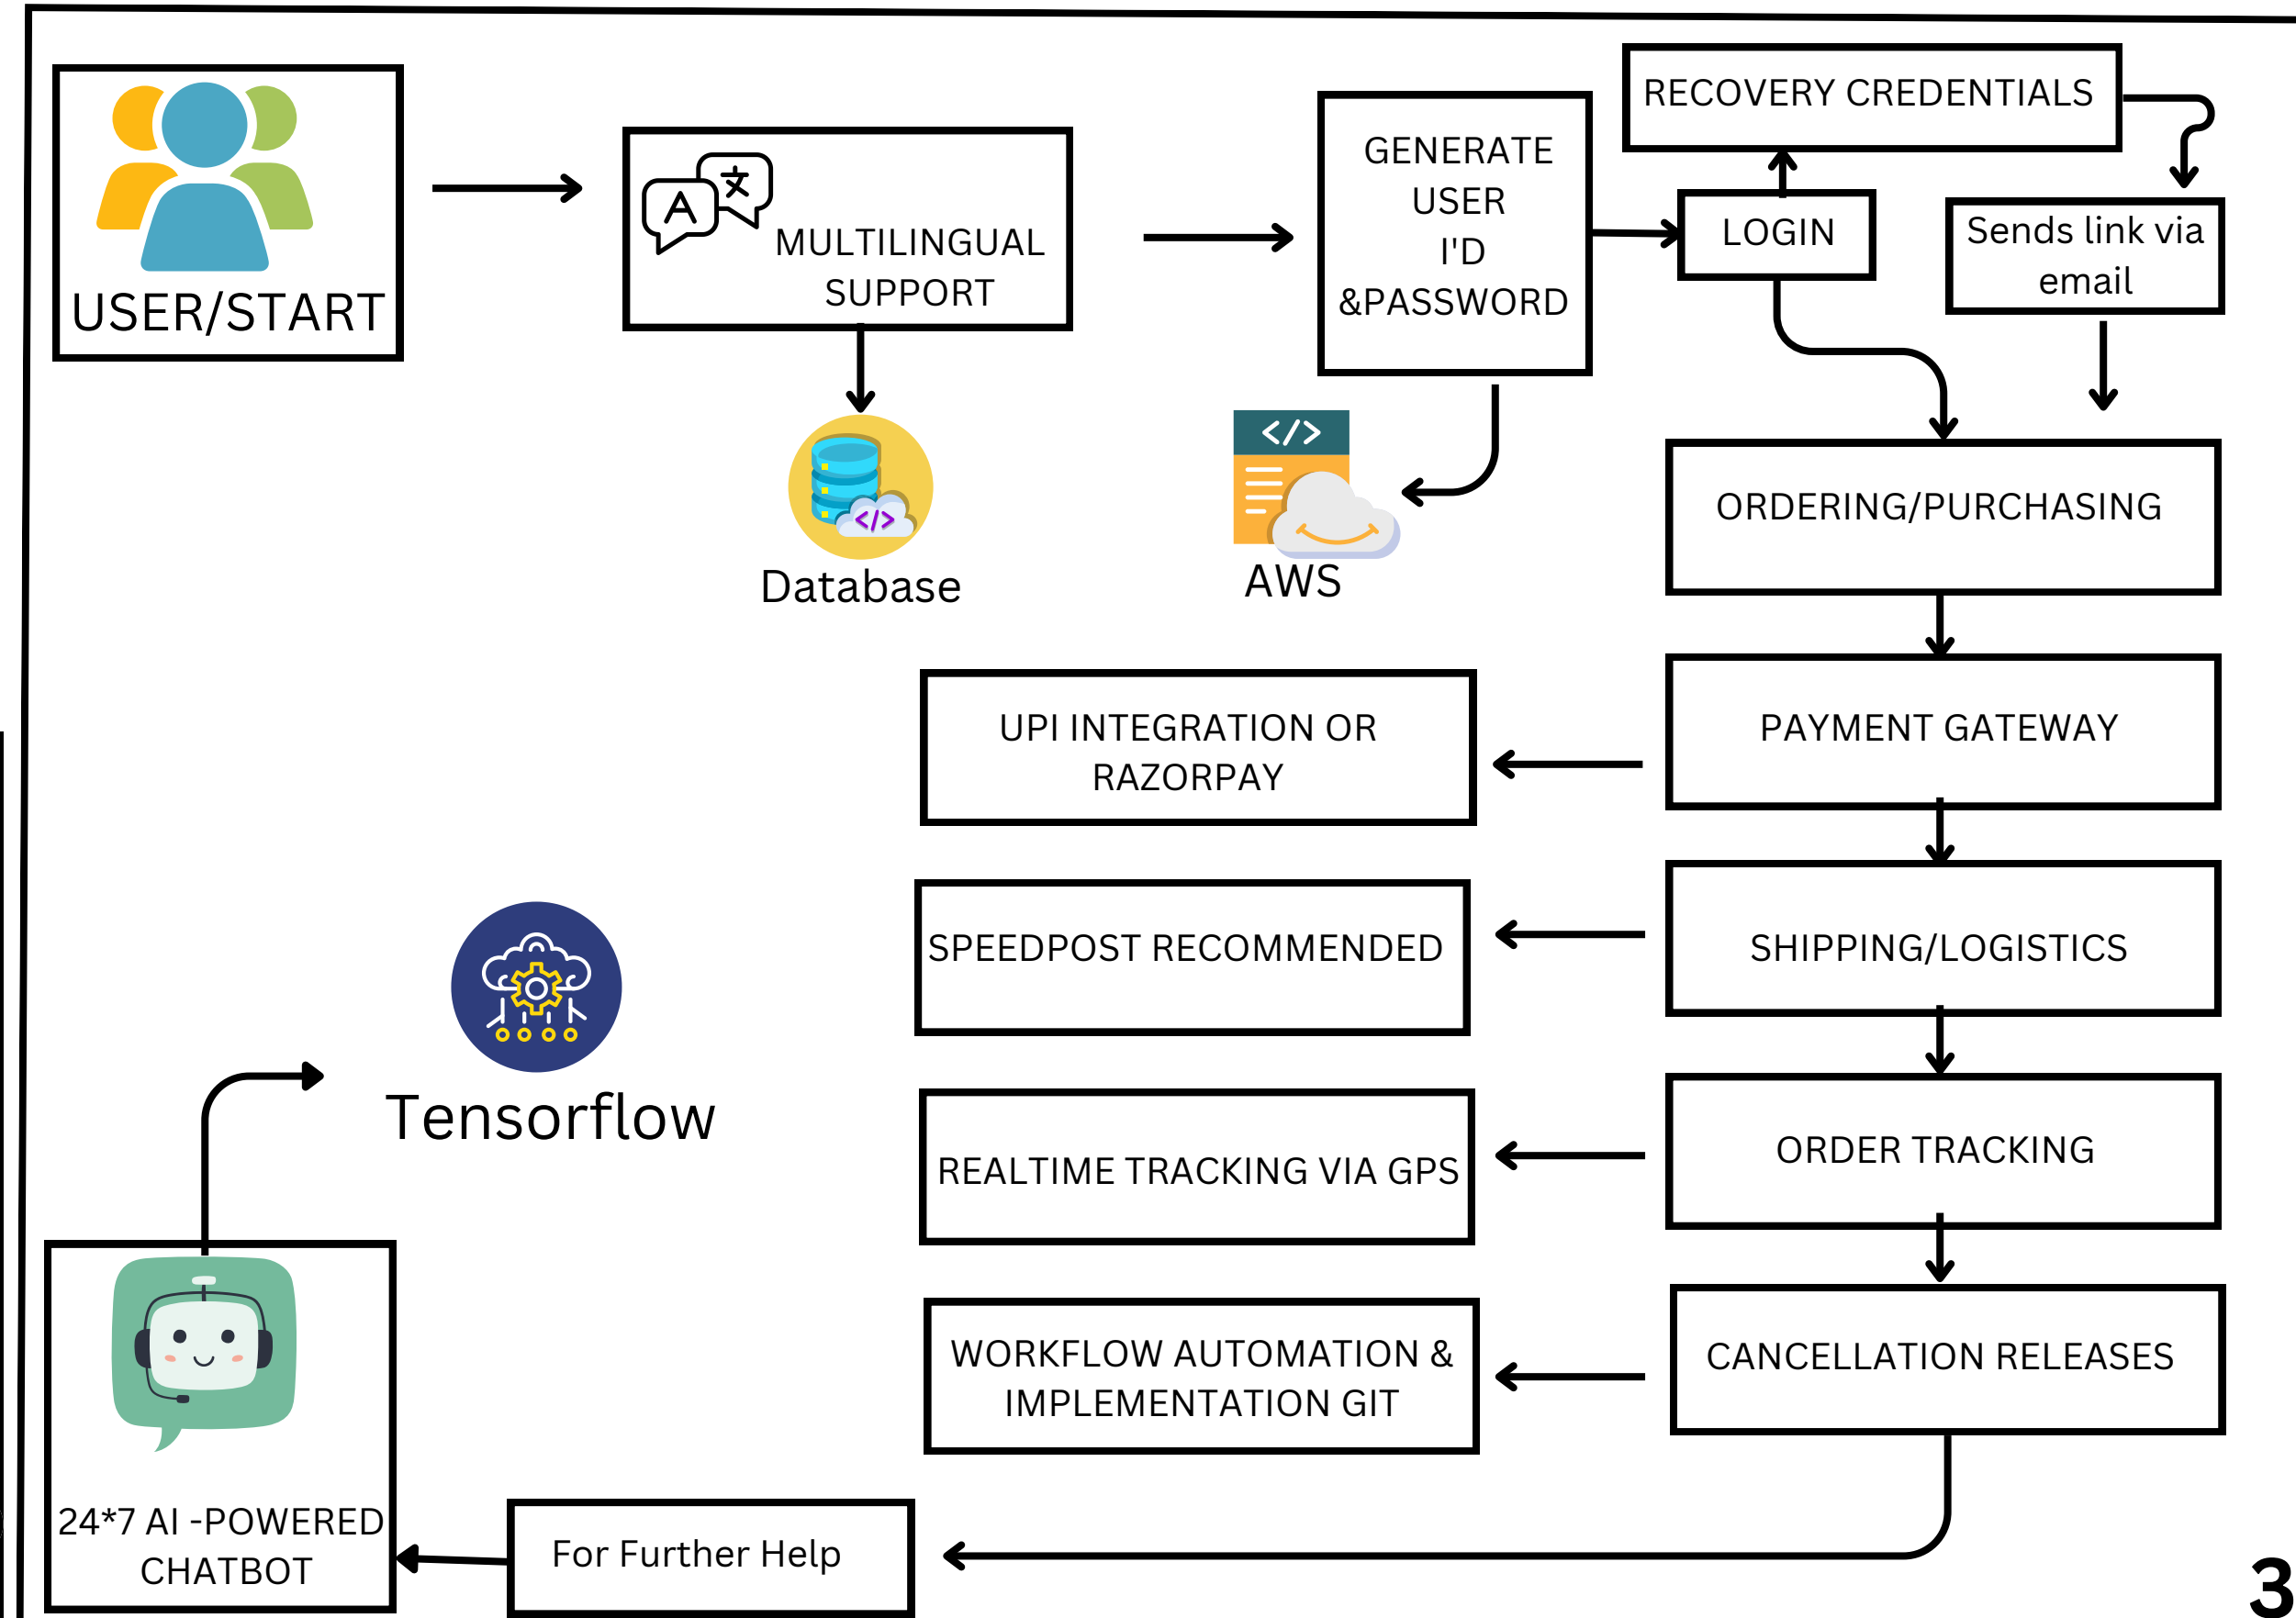 USER/START
A 文
MULTILINGUAL
SUPPORT
Database
</>
GENERATE
USER
I'D
&PASSWORD
</>
AWS
RECOVERY CREDENTIALS
LOGIN
Sends link via
email
ORDERING/PURCHASING
PAYMENT GATEWAY
UPI INTEGRATION OR
RAZORPAY
SHIPPING/LOGISTICS
SPEEDPOST RECOMMENDED
ORDER TRACKING
REALTIME TRACKING VIA GPS
CANCELLATION RELEASES
WORKFLOW AUTOMATION &
IMPLEMENTATION GIT
For Further Help
24*7 AI -POWERED
CHATBOT
Tensorflow
3